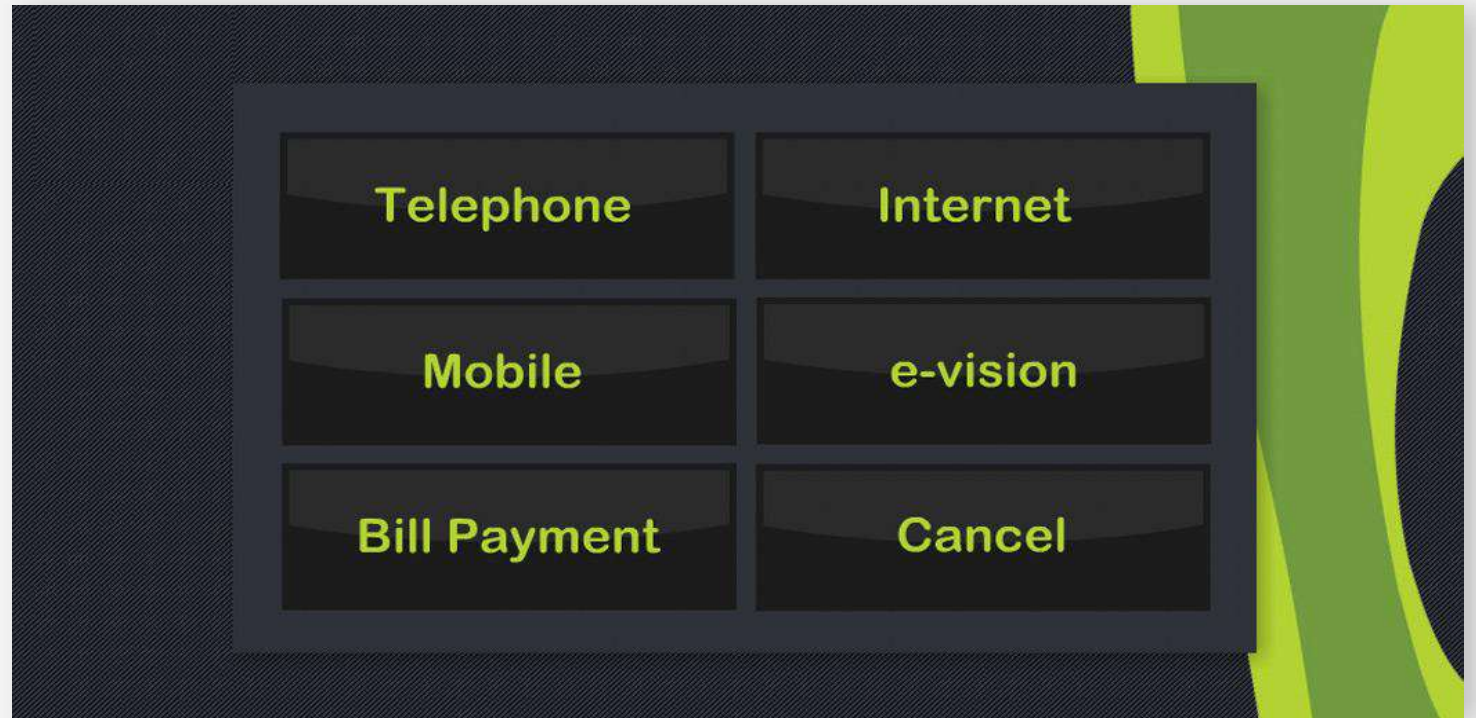 Telephone
Internet
Mobile
e-vision
Bill Payment
Cancel